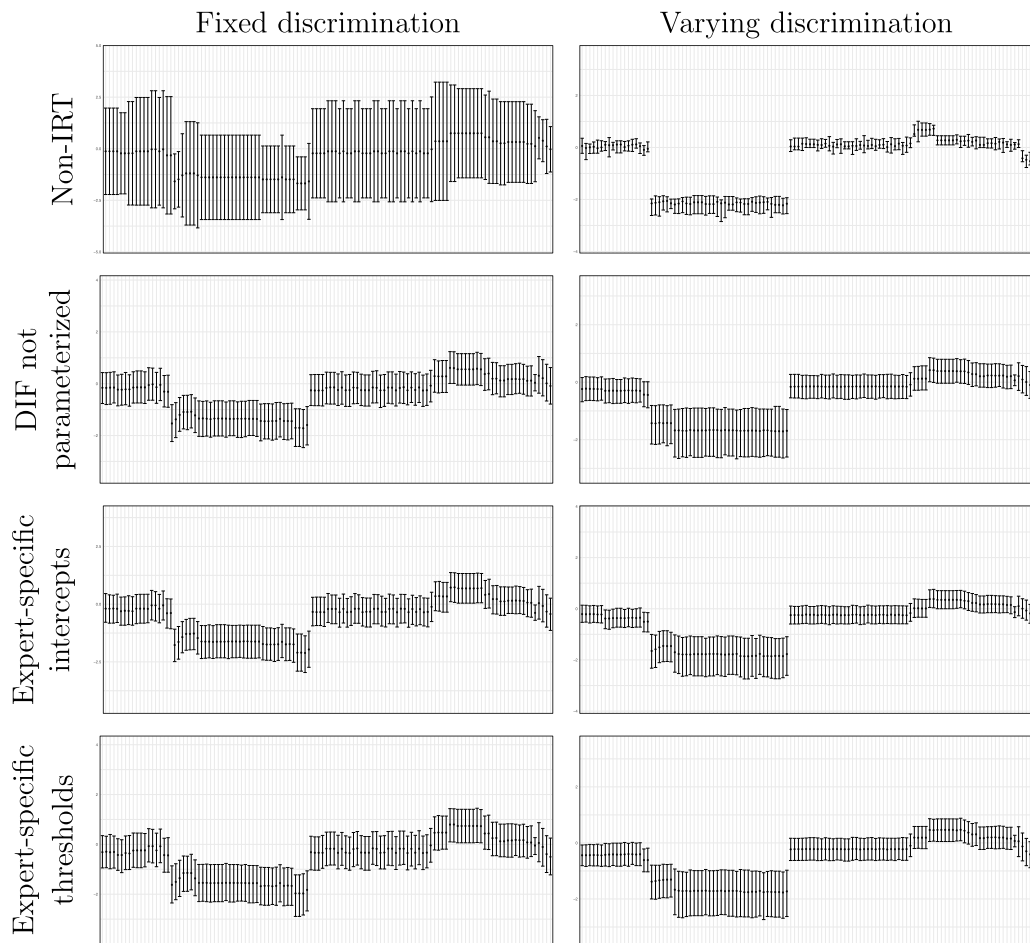 Fixed discrimination
Varying discrimination
Non-IRT
DIF not
parameterized
Expert-specific
intercepts
Expert-specific
thresholds